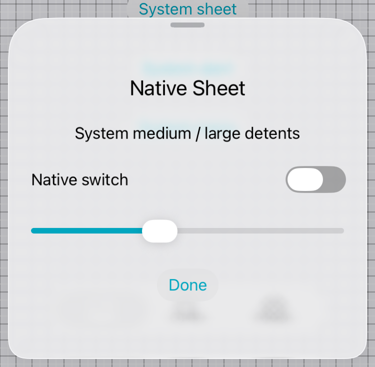 System sheet
Native Sheet
System medium / large detents
Native switch
Done